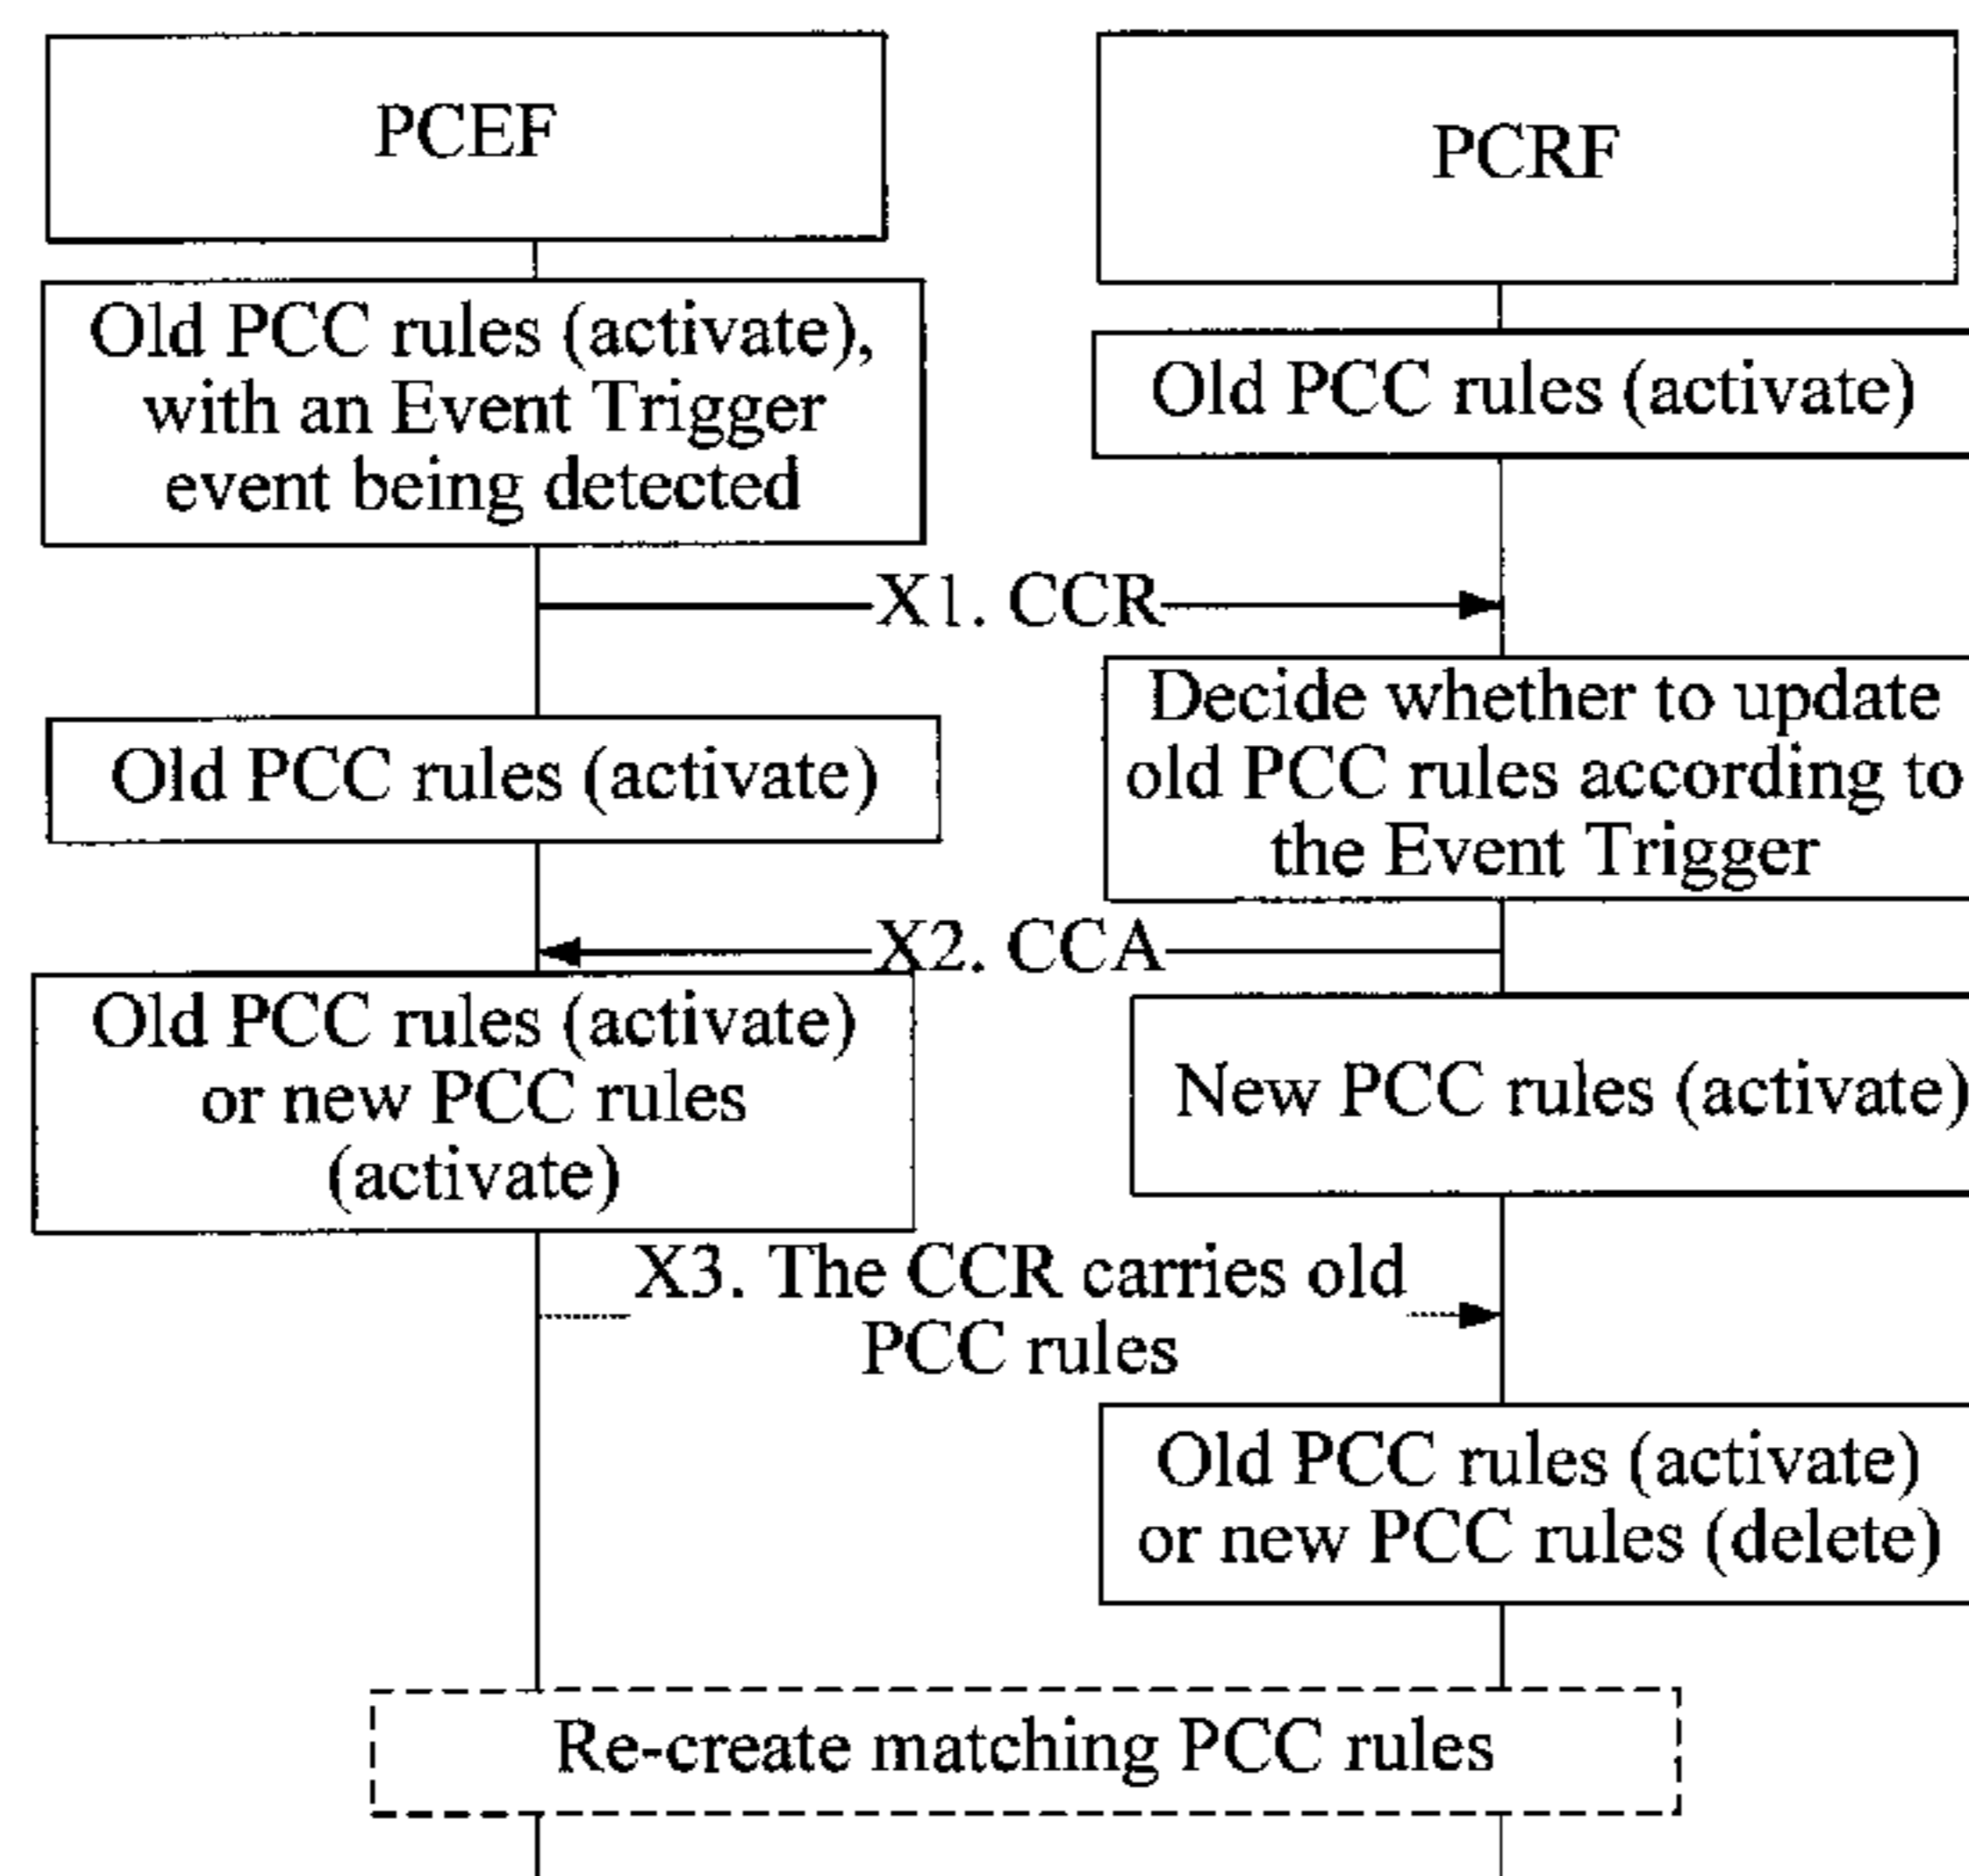 PCEF
PCRF
Old PCC rules (activate),
with an Event Trigger
event being detected
Old PCC rules (activate)
X1. CCR
Old PCC rules (activate)
Decide whether to update
old PCC rules according to
the Event Trigger
X2. CCA
Old PCC rules (activate)
or new PCC rules
(activate)
New PCC rules (activate)
X3. The CCR carries old
PCC rules
Old PCC rules (activate)
or new PCC rules (delete)
Re-create matching PCC rules